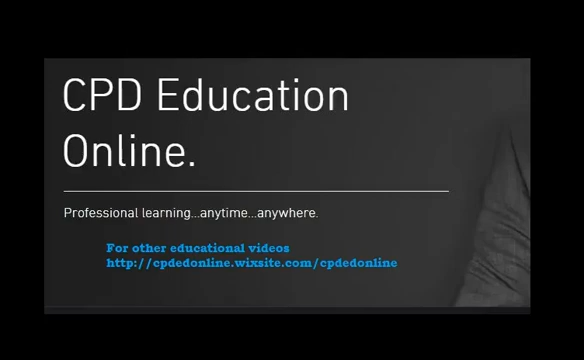 CPD Education
Online.
Professional learning...anytime...anywhere.
For other educational videos
http://cpdedonline.wixsite.com/cpdedonline